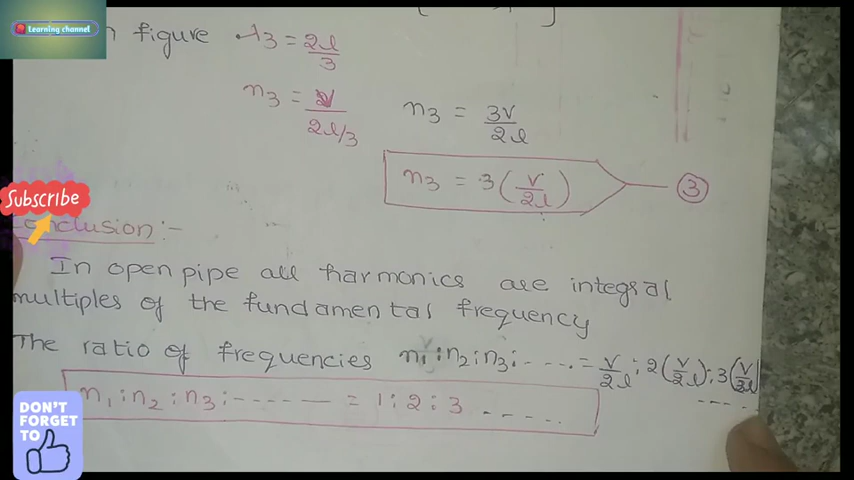 Learning channel
figure λ3 = 2l/3
n3 = v/(2l/3)
n3 = 3v/2l
n3 = 3(v/2l) 3
Subscribe
Conclusion :-
In open pipe all harmonics are integral
multiples of the fundamental frequency
The ratio of frequencies n1 : n2 : n3 : ----- = v/2l : 2(v/2l) : 3(v/2l)
-----
n1 : n2 : n3 : ------- = 1 : 2 : 3 -----
DON'T
FORGET
TO